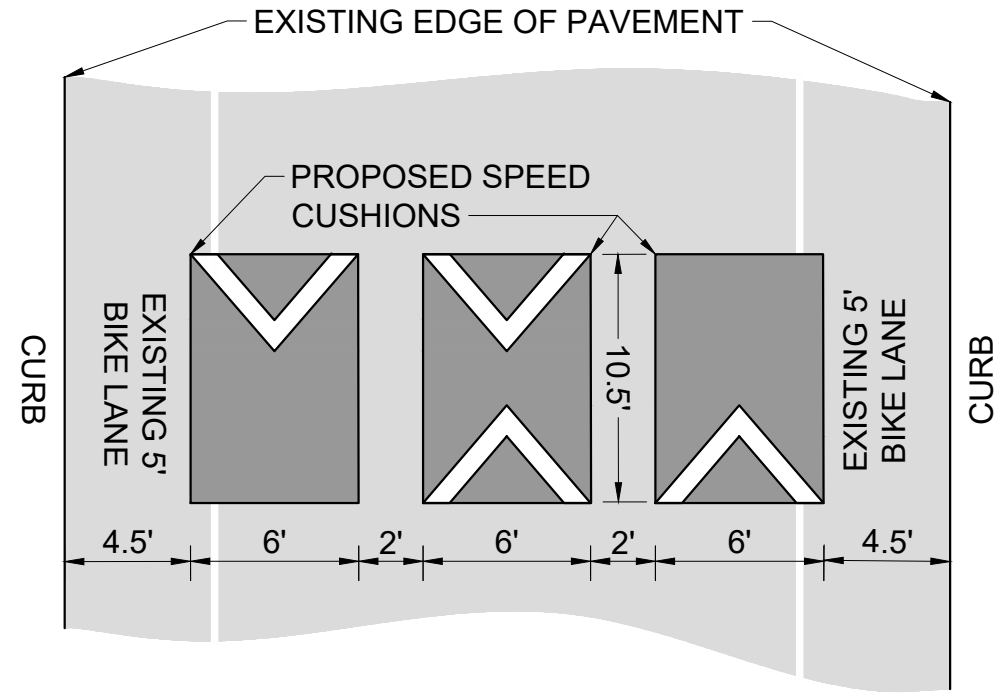 EXISTING EDGE OF PAVEMENT
PROPOSED SPEED
CUSHIONS
CURB
EXISTING 5'
BIKE LANE
10.5'
EXISTING 5'
BIKE LANE
CURB
4.5'
6'
2'
6'
2'
6'
4.5'